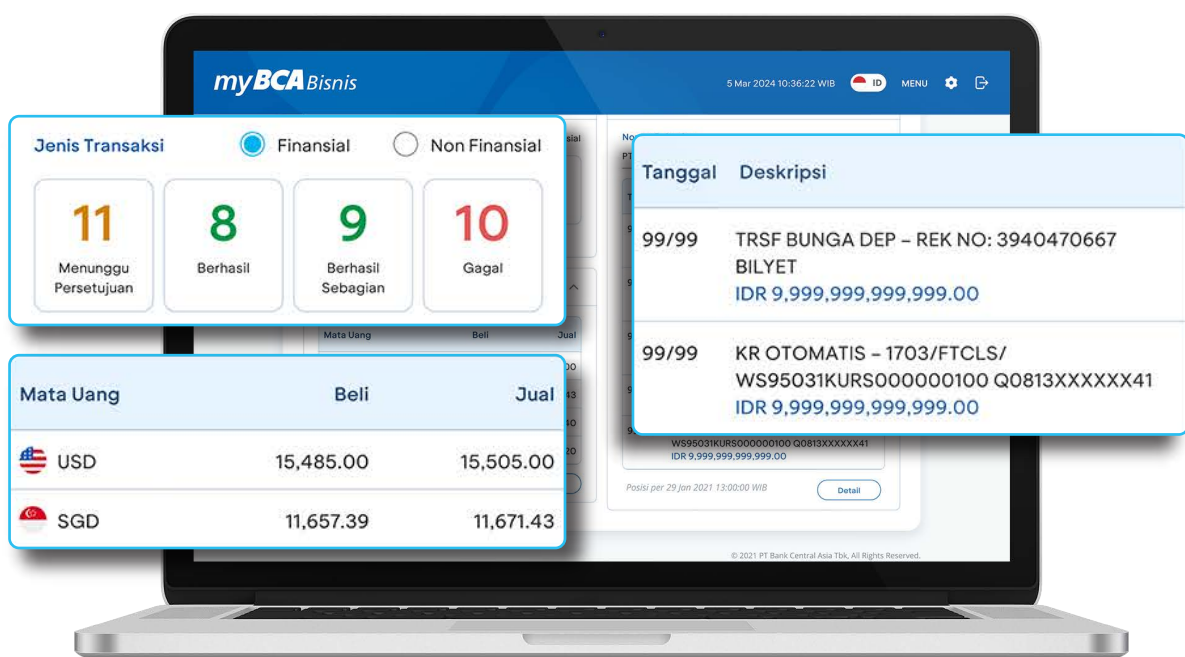 myBCA Bisnis
5 Mar 2024 10:36:22 WIB
ID
MENU
Jenis Transaksi
Finansial
Non Finansial
11
Menunggu
Persetujuan
8
Berhasil
9
Berhasil
Sebagian
10
Gagal
Mata Uang Beli Jual
Mata Uang Beli Jual
USD 15,485.00 15,505.00
SGD 11,657.39 11,671.43
Tanggal Deskripsi
99/99 TRSF BUNGA DEP – REK NO: 3940470667
BILYET
IDR 9,999,999,999,999.00
99/99 KR OTOMATIS – 1703/FTCLS/
WS95031KURS000000100 Q0813XXXXXX41
IDR 9,999,999,999,999.00
WS95031KURS000000100 Q0813XXXXXX41
IDR 9,999,999,999,999.00
Posisi per 29 Jan 2021 13:00:00 WIB
Detail
© 2021 PT Bank Central Asia Tbk, All Rights Reserved.